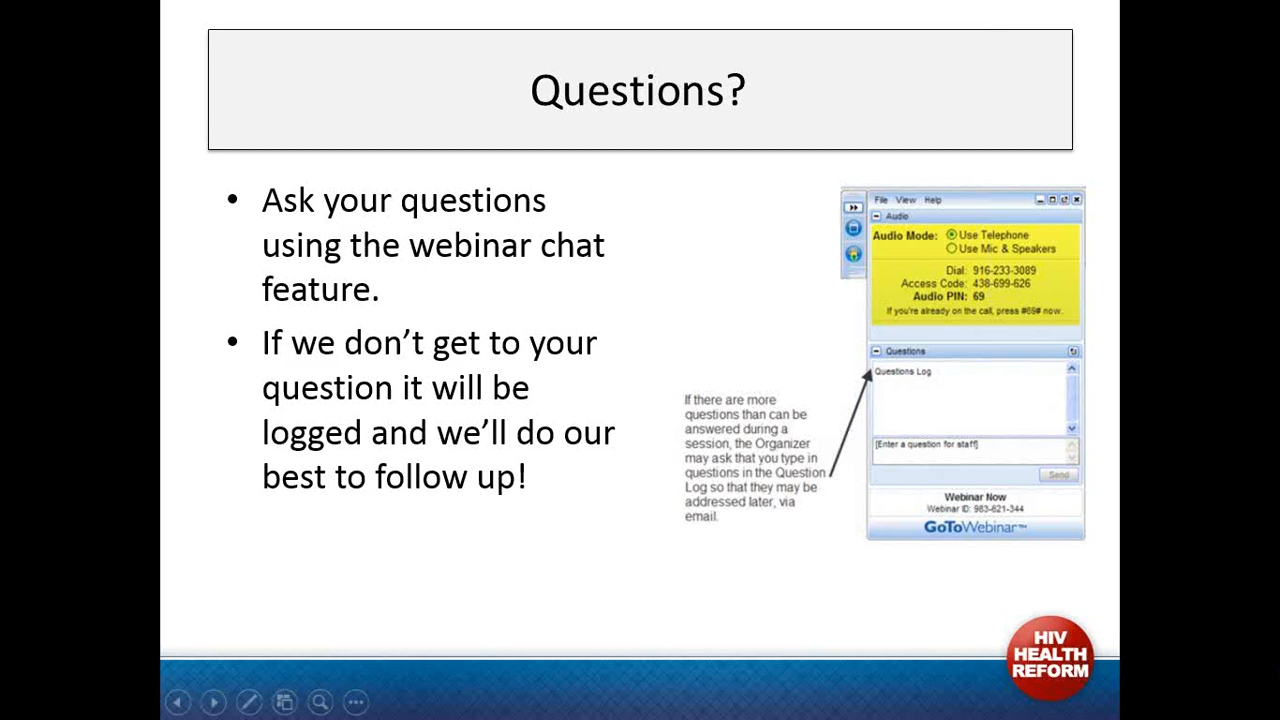 Questions?
• Ask your questions
using the webinar chat
feature.
• If we don’t get to your
question it will be
logged and we’ll do our
best to follow up!
If there are more
questions than can be
answered during a
session, the Organizer
may ask that you type in
questions in the Question
Log so that they may be
addressed later, via
email.
File View Help
Audio
Audio Mode: Use Telephone
Use Mic & Speakers
Dial: 916-233-3089
Access Code: 438-699-626
Audio PIN: 69
If you're already on the call, press #69# now.
Questions
Questions Log
[Enter a question for staff]
Send
Webinar Now
Webinar ID: 983-621-344
GoToWebinar™
HIV
HEALTH
REFORM